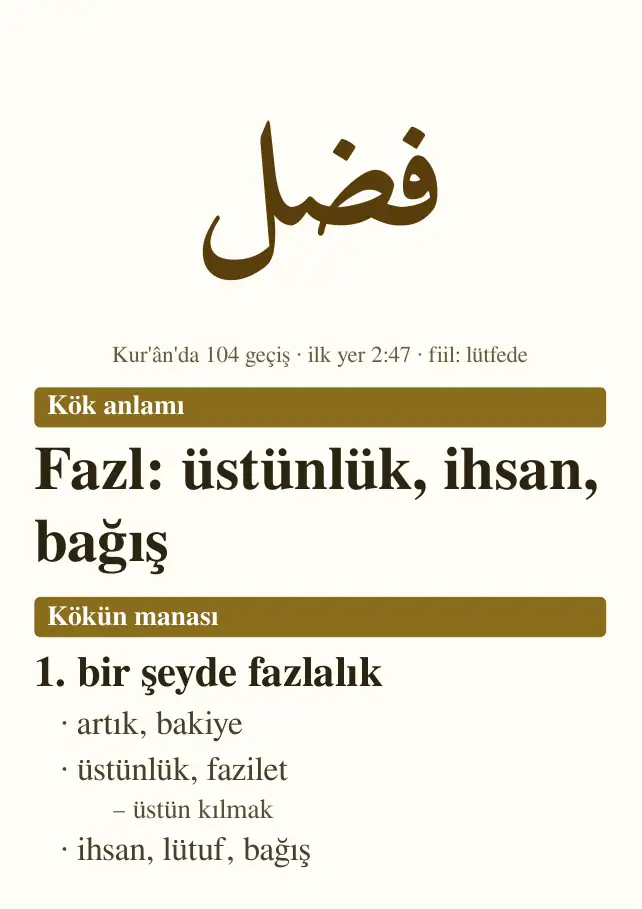 فضل
Kur'ân'da 104 geçiş · ilk yer 2:47 · fiil: lütfede
Kök anlamı
Fazl: üstünlük, ihsan,
bağış
Kökün manası
1. bir şeyde fazlalık
· artık, bakiye
· üstünlük, fazilet
– üstün kılmak
· ihsan, lütuf, bağış